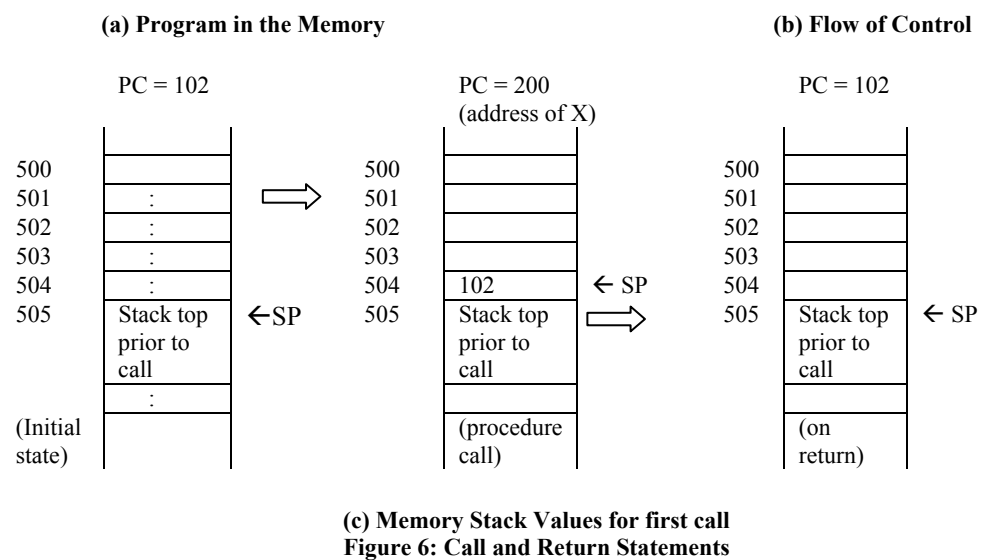 (a) Program in the Memory (b) Flow of Control
PC = 102 PC = 200 PC = 102
(address of X)
500 500 500
501 : 501 501
502 : 502 502
503 : 503 503
504 : 504 102 ← SP 504
505 Stack top ←SP 505 Stack top 505 Stack top ← SP
prior to prior to prior to
call call call
:
(Initial (procedure (on
state) call) return)
(c) Memory Stack Values for first call
Figure 6: Call and Return Statements